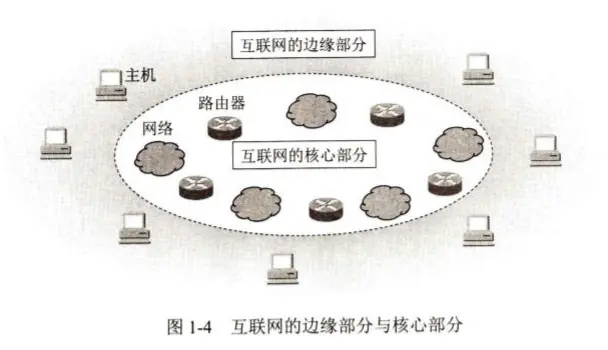 互联网的边缘部分
主机
路由器
网络
互联网的核心部分
图 1-4 互联网的边缘部分与核心部分